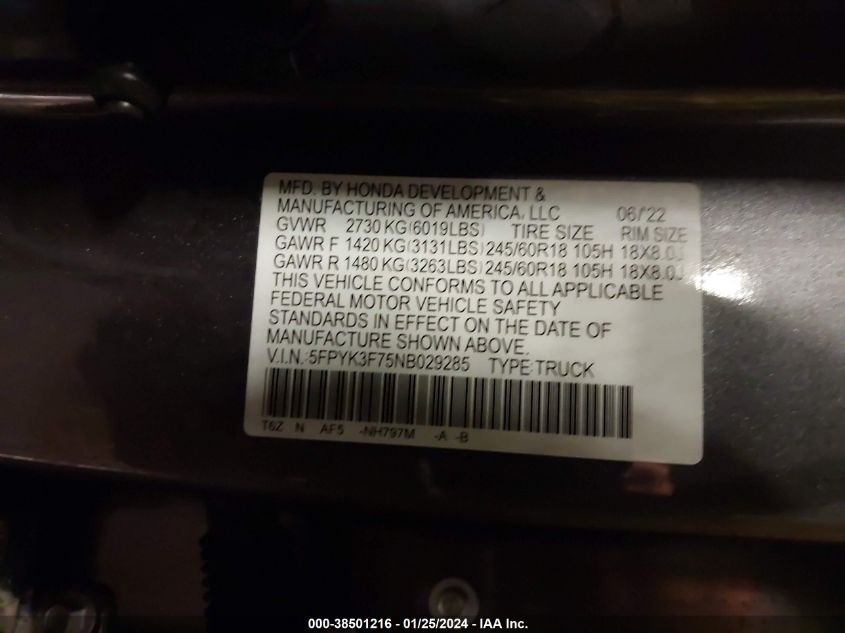 MFD. BY HONDA DEVELOPMENT &
MANUFACTURING OF AMERICA, LLC 06/'22
GVWR 2730 KG(6019LBS) TIRE SIZE RIM SIZE
GAWR F 1420 KG(3131LBS) 245/60R18 105H 18X8.0J
GAWR R 1480 KG(3263LBS) 245/60R18 105H 18X8.0J
THIS VEHICLE CONFORMS TO ALL APPLICABLE
FEDERAL MOTOR VEHICLE SAFETY
STANDARDS IN EFFECT ON THE DATE OF
MANUFACTURE SHOWN ABOVE.
V.I.N.:5FPYK3F75NB029285 TYPE:TRUCK
T6Z N AF5 -NH797M -A -B
000-38501216 - 01/25/2024 - IAA Inc.